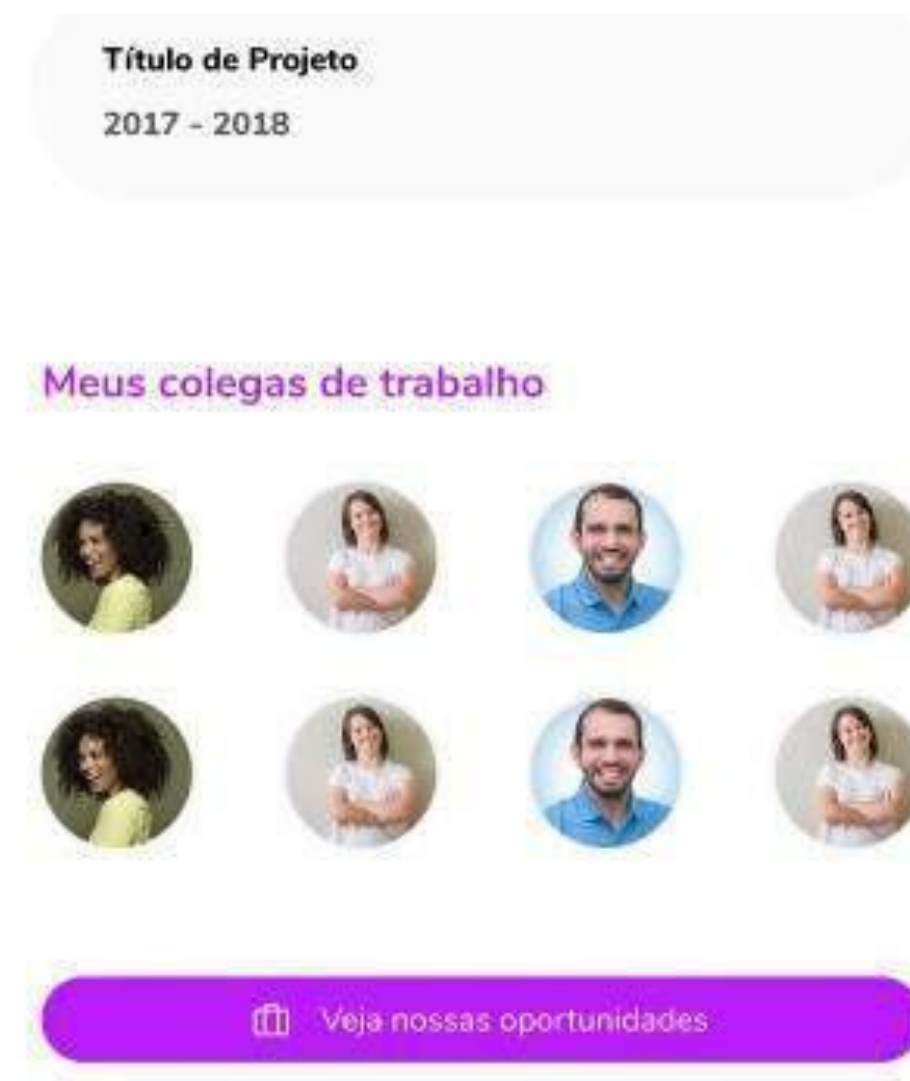 Título de Projeto
2017 - 2018
Meus colegas de trabalho
Veja nossas oportunidades